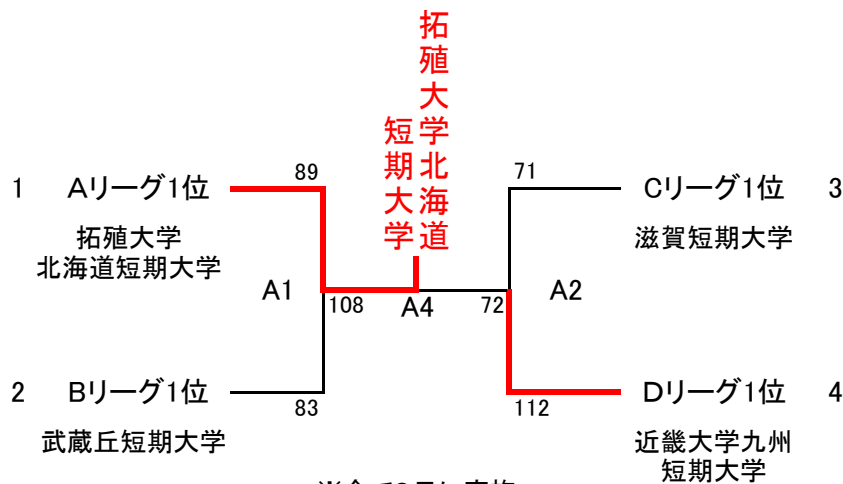 拓殖大学北海道
短期大学
89
71
1 Aリーグ1位
Cリーグ1位 3
拓殖大学
北海道短期大学
滋賀短期大学
A1
108
A4
72
A2
2 Bリーグ1位
Dリーグ1位 4
83
112
武蔵丘短期大学
近畿大学九州
短期大学